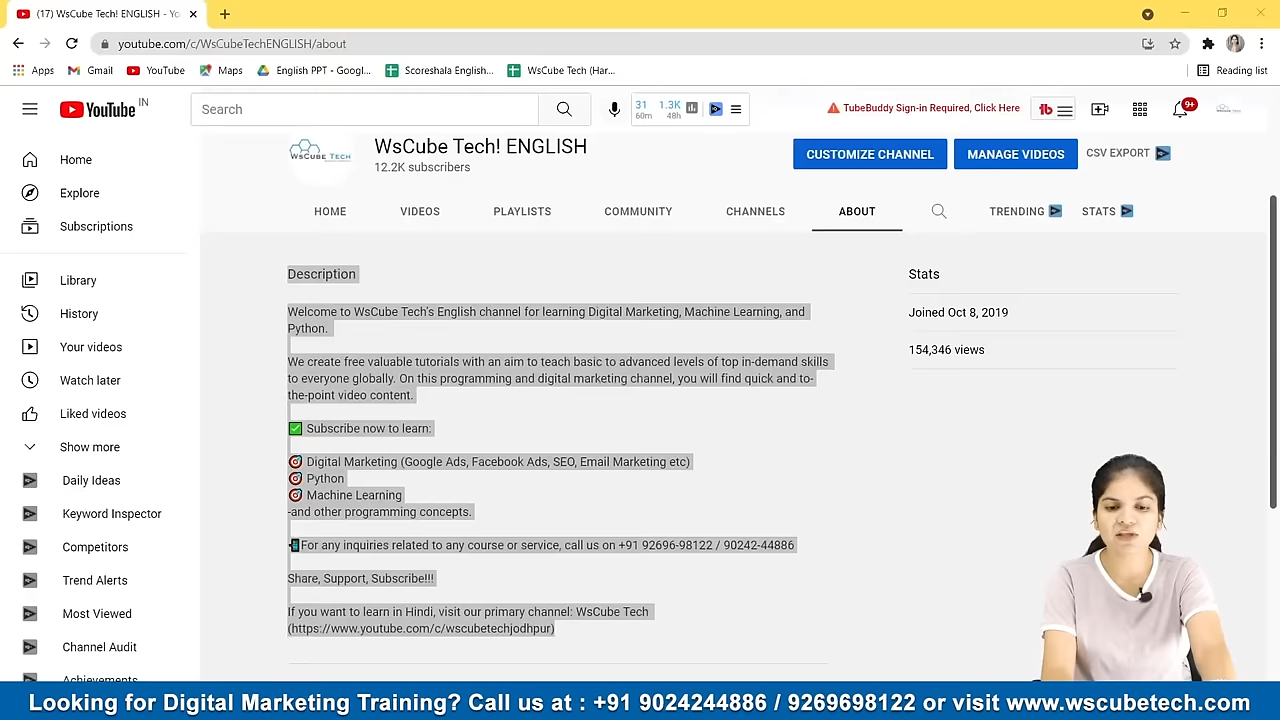 (17) WsCube Tech! ENGLISH - Yo
youtube.com/c/WsCubeTechENGLISH/about
Apps
Gmail
YouTube
Maps
English PPT - Googl...
Scoreshala English...
WsCube Tech (Har...
Reading list
YouTube IN
Search
31 60m
1.3K 48h
TubeBuddy Sign-in Required, Click Here
tb
9+
WsCube Tech
WsCube Tech! ENGLISH
12.2K subscribers
CUSTOMIZE CHANNEL
MANAGE VIDEOS
CSV EXPORT
HOME
VIDEOS
PLAYLISTS
COMMUNITY
CHANNELS
ABOUT
TRENDING
STATS
Home
Explore
Subscriptions
Library
History
Your videos
Watch later
Liked videos
Show more
Daily Ideas
Keyword Inspector
Competitors
Trend Alerts
Most Viewed
Channel Audit
Achievements
Description
Welcome to WsCube Tech's English channel for learning Digital Marketing, Machine Learning, and
Python.
We create free valuable tutorials with an aim to teach basic to advanced levels of top in-demand skills
to everyone globally. On this programming and digital marketing channel, you will find quick and to-
the-point video content.
✅ Subscribe now to learn:
🎯 Digital Marketing (Google Ads, Facebook Ads, SEO, Email Marketing etc)
🎯 Python
🎯 Machine Learning
-and other programming concepts.
📲For any inquiries related to any course or service, call us on +91 92696-98122 / 90242-44886
Share, Support, Subscribe!!!
If you want to learn in Hindi, visit our primary channel: WsCube Tech
(https://www.youtube.com/c/wscubetechjodhpur)
Stats
Joined Oct 8, 2019
154,346 views
Looking for Digital Marketing Training? Call us at : +91 9024244886 / 9269698122 or visit www.wscubetech.com